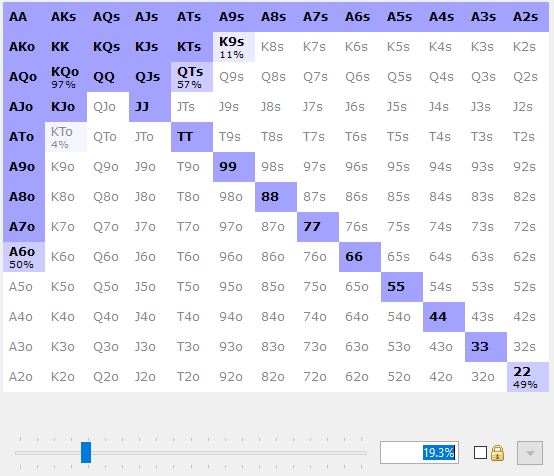 AA AKs AQs AJs ATs A9s A8s A7s A6s A5s A4s A3s A2s
AKo KK KQs KJs KTs K9s K8s K7s K6s K5s K4s K3s K2s
11%
AQo KQo QQ QJs QTs Q9s Q8s Q7s Q6s Q5s Q4s Q3s Q2s
97% 57%
AJo KJo QJo JJ JTs J9s J8s J7s J6s J5s J4s J3s J2s
ATo KTo QTo JTo TT T9s T8s T7s T6s T5s T4s T3s T2s
4%
A9o K9o Q9o J9o T9o 99 98s 97s 96s 95s 94s 93s 92s
A8o K8o Q8o J8o T8o 98o 88 87s 86s 85s 84s 83s 82s
A7o K7o Q7o J7o T7o 97o 87o 77 76s 75s 74s 73s 72s
A6o K6o Q6o J6o T6o 96o 86o 76o 66 65s 64s 63s 62s
50%
A5o K5o Q5o J5o T5o 95o 85o 75o 65o 55 54s 53s 52s
A4o K4o Q4o J4o T4o 94o 84o 74o 64o 54o 44 43s 42s
A3o K3o Q3o J3o T3o 93o 83o 73o 63o 53o 43o 33 32s
A2o K2o Q2o J2o T2o 92o 82o 72o 62o 52o 42o 32o 22
49%
19.3%